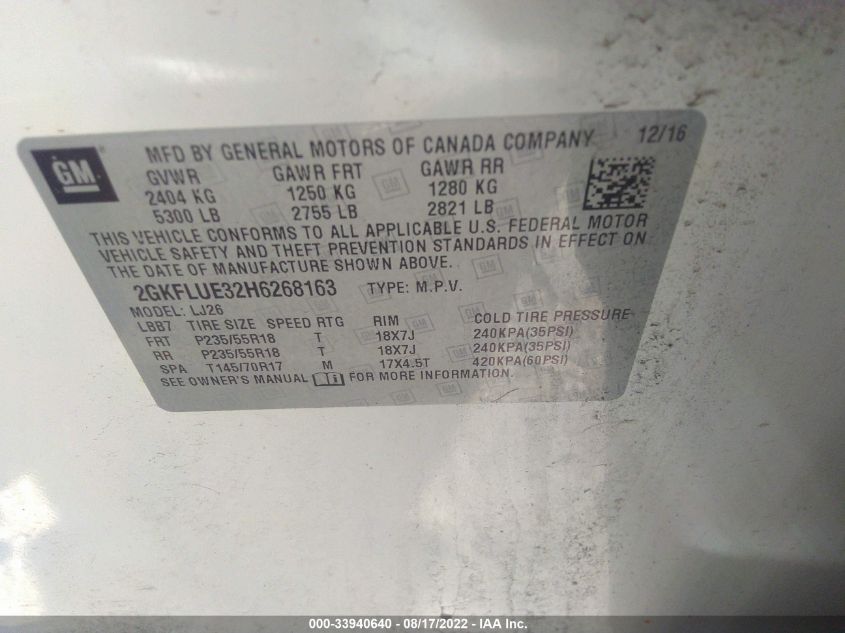 GM
MFD BY GENERAL MOTORS OF CANADA COMPANY 12/16
GVWR GAWR FRT GAWR RR
2404 KG 1250 KG 1280 KG
5300 LB 2755 LB 2821 LB
THIS VEHICLE CONFORMS TO ALL APPLICABLE U.S. FEDERAL MOTOR
VEHICLE SAFETY AND THEFT PREVENTION STANDARDS IN EFFECT ON
THE DATE OF MANUFACTURE SHOWN ABOVE.
2GKFLUE32H6268163 TYPE: M.P.V.
MODEL: LJ26
LBB7 TIRE SIZE SPEED RTG RIM COLD TIRE PRESSURE
FRT P235/55R18 T 18X7J 240KPA(35PSI)
RR P235/55R18 T 18X7J 240KPA(35PSI)
SPA T145/70R17 M 17X4.5T 420KPA(60PSI)
SEE OWNER'S MANUAL FOR MORE INFORMATION.
000-33940640 - 08/17/2022 - IAA Inc.